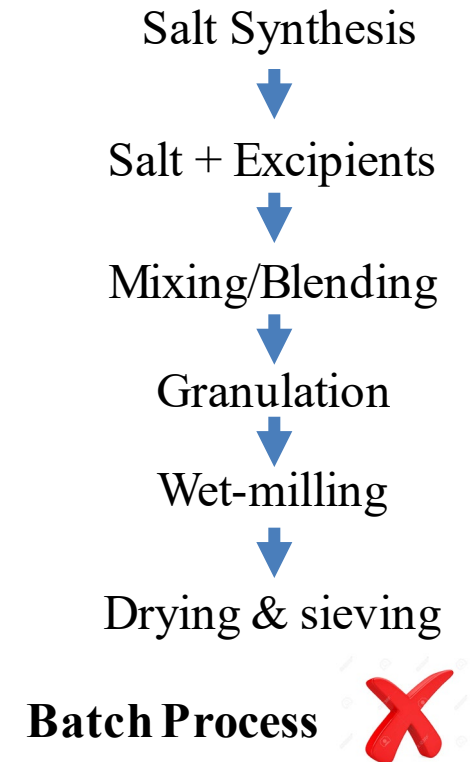 Salt Synthesis
Salt + Excipients
Mixing/Blending
Granulation
Wet-milling
Drying & sieving
Batch Process